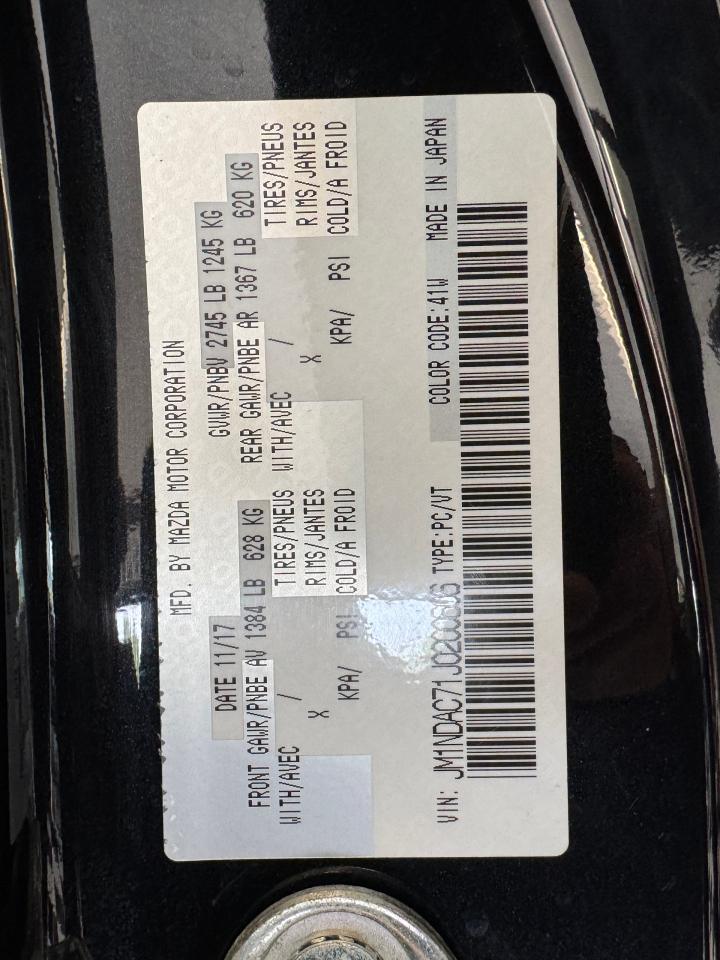 MFD. BY MAZDA MOTOR CORPORATION
DATE 11/17
GVWR/PNBV 2745 LB 1245 KG
FRONT GAWR/PNBE AV 1384 LB 628 KG
REAR GAWR/PNBE AR 1367 LB 620 KG
WITH/AVEC / TIRES/PNEUS
WITH/AVEC / TIRES/PNEUS
X RIMS/JANTES
X RIMS/JANTES
KPA/ PSI COLD/A FROID
KPA/ PSI COLD/A FROID
COLOR CODE:41W MADE IN JAPAN
VIN: TYPE:PC/VT